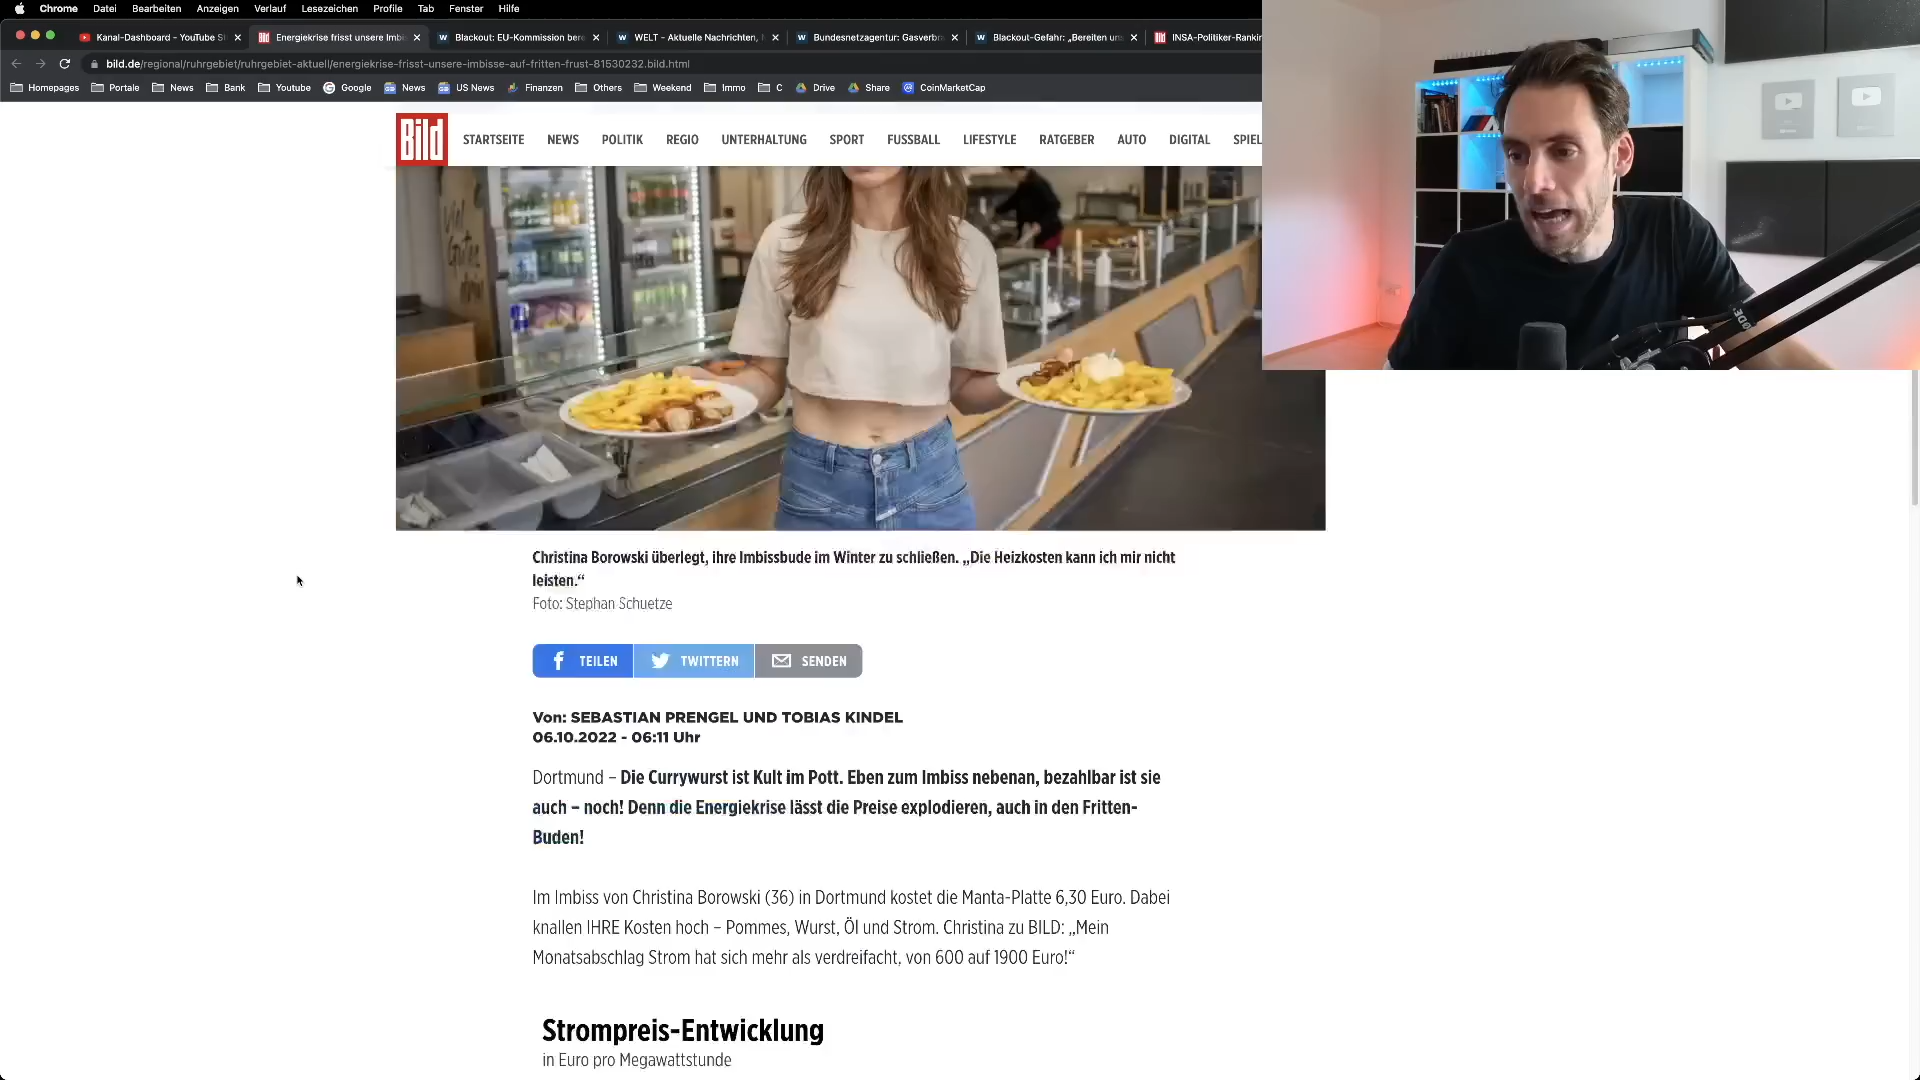 Chrome Datei Bearbeiten Anzeigen Verlauf Lesezeichen Profile Tab Fenster Hilfe
Kanal-Dashboard - YouTube S
Energiekrise frisst unsere Imbi
Blackout: EU-Kommission ber
WELT - Aktuelle Nachrichten,
Bundesnetzagentur: Gasverbr
Blackout-Gefahr: „Bereiten un
INSA-Politiker-Rankin
bild.de/regional/ruhrgebiet/ruhrgebiet-aktuell/energiekrise-frisst-unsere-imbisse-auf-fritten-frust-81530232.bild.html
Homepages Portale News Bank Youtube Google News US News Finanzen Others Weekend Immo C Drive Share CoinMarketCap
Bild STARTSEITE NEWS POLITIK REGIO UNTERHALTUNG SPORT FUSSBALL LIFESTYLE RATGEBER AUTO DIGITAL SPIEL
Christina Borowski überlegt, ihre Imbissbude im Winter zu schließen. „Die Heizkosten kann ich mir nicht
leisten.“
Foto: Stephan Schuetze
TEILEN TWITTERN SENDEN
Von: SEBASTIAN PRENGEL UND TOBIAS KINDEL
06.10.2022 - 06:11 Uhr
Dortmund – Die Currywurst ist Kult im Pott. Eben zum Imbiss nebenan, bezahlbar ist sie
auch – noch! Denn die Energiekrise lässt die Preise explodieren, auch in den Fritten-
Buden!
Im Imbiss von Christina Borowski (36) in Dortmund kostet die Manta-Platte 6,30 Euro. Dabei
knallen IHRE Kosten hoch – Pommes, Wurst, Öl und Strom. Christina zu BILD: „Mein
Monatsabschlag Strom hat sich mehr als verdreifacht, von 600 auf 1900 Euro!“
Strompreis-Entwicklung
in Euro pro Megawattstunde